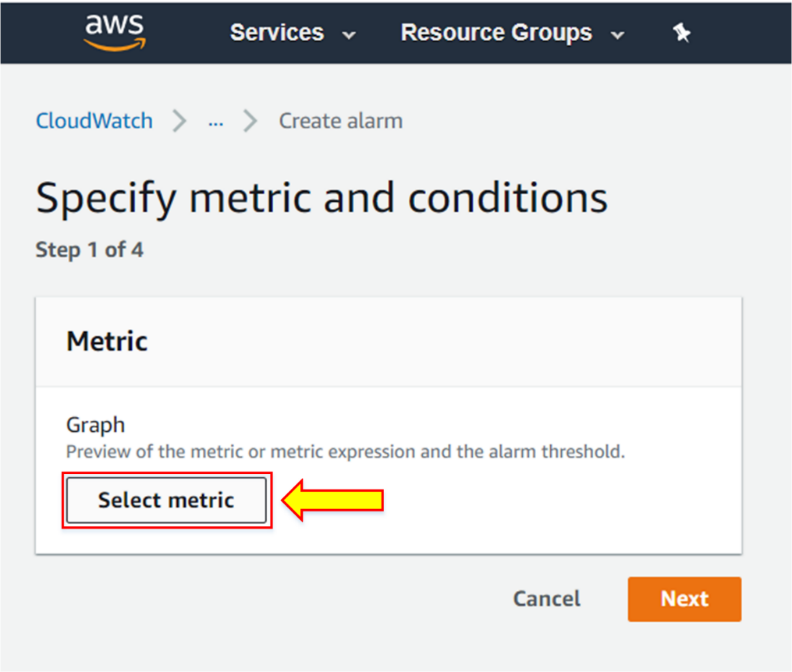 aws Services Resource Groups
CloudWatch ... Create alarm
Specify metric and conditions
Step 1 of 4
Metric
Graph
Preview of the metric or metric expression and the alarm threshold.
Select metric
Cancel Next